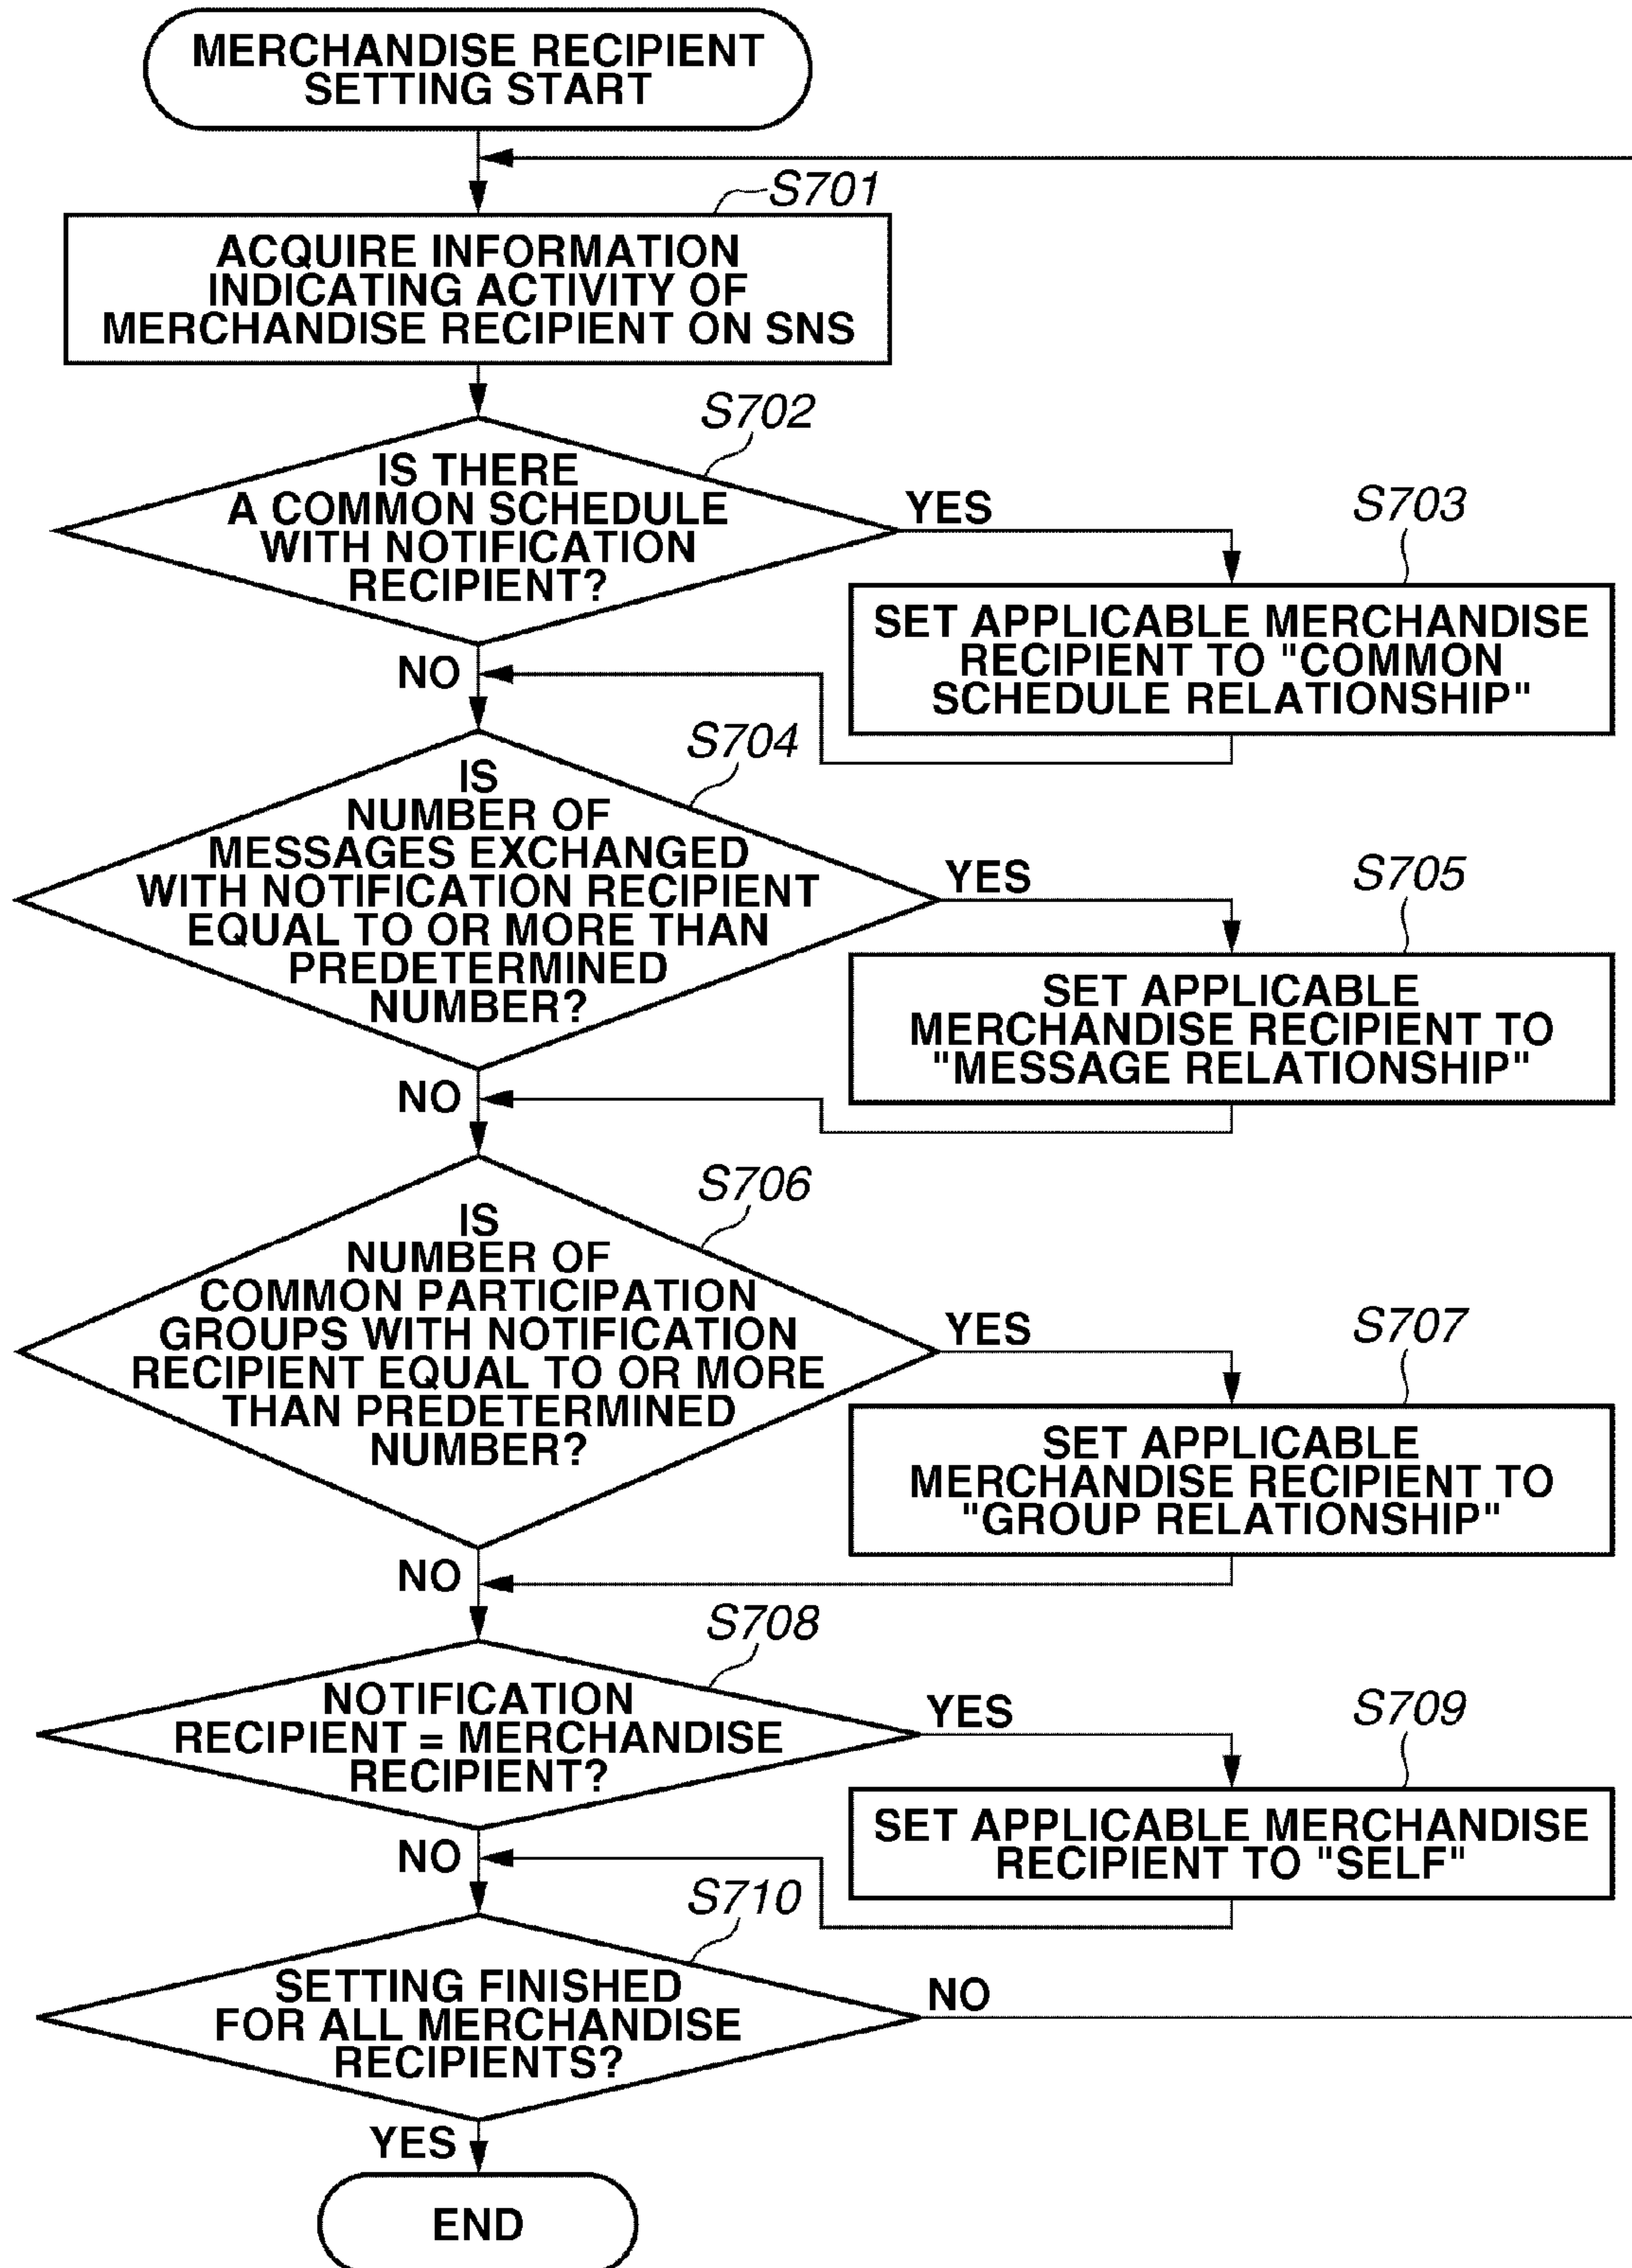 MERCHANDISE RECIPIENT
SETTING START
S701
ACQUIRE INFORMATION
INDICATING ACTIVITY OF
MERCHANDISE RECIPIENT ON SNS
S702
IS THERE
A COMMON SCHEDULE
WITH NOTIFICATION
RECIPIENT?
YES
S703
SET APPLICABLE MERCHANDISE
RECIPIENT TO "COMMON
SCHEDULE RELATIONSHIP"
NO
S704
IS
NUMBER OF
MESSAGES EXCHANGED
WITH NOTIFICATION RECIPIENT
EQUAL TO OR MORE THAN
PREDETERMINED
NUMBER?
YES
S705
SET APPLICABLE
MERCHANDISE RECIPIENT TO
"MESSAGE RELATIONSHIP"
NO
S706
IS
NUMBER OF
COMMON PARTICIPATION
GROUPS WITH NOTIFICATION
RECIPIENT EQUAL TO OR MORE
THAN PREDETERMINED
NUMBER?
YES
S707
SET APPLICABLE
MERCHANDISE RECIPIENT TO
"GROUP RELATIONSHIP"
NO
S708
NOTIFICATION
RECIPIENT = MERCHANDISE
RECIPIENT?
YES
S709
SET APPLICABLE MERCHANDISE
RECIPIENT TO "SELF"
NO
S710
SETTING FINISHED
FOR ALL MERCHANDISE
RECIPIENTS?
NO
YES
END